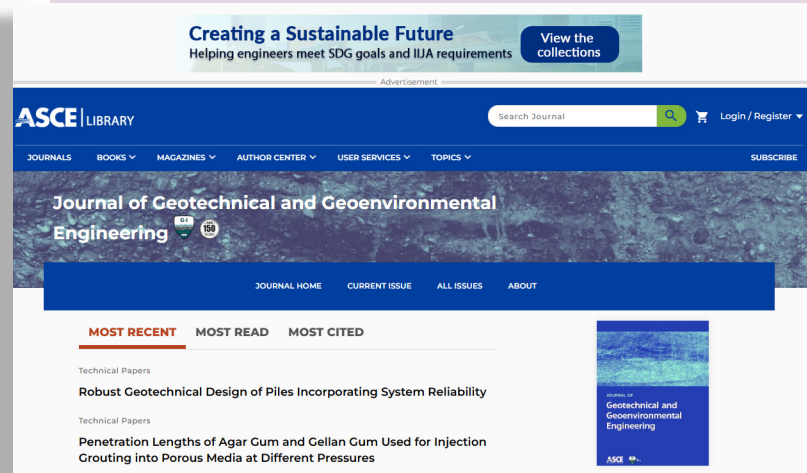 Creating a Sustainable Future
Helping engineers meet SDG goals and IIJA requirements
View the
collections
Advertisement
ASCE LIBRARY
Search Journal
Login / Register
JOURNALS BOOKS MAGAZINES AUTHOR CENTER USER SERVICES TOPICS SUBSCRIBE
Journal of Geotechnical and Geoenvironmental
Engineering
G-I
150
JOURNAL HOME CURRENT ISSUE ALL ISSUES ABOUT
MOST RECENT MOST READ MOST CITED
Technical Papers
Robust Geotechnical Design of Piles Incorporating System Reliability
Technical Papers
Penetration Lengths of Agar Gum and Gellan Gum Used for Injection
Grouting into Porous Media at Different Pressures
JOURNAL OF
Geotechnical and
Geoenvironmental
Engineering
ASCE